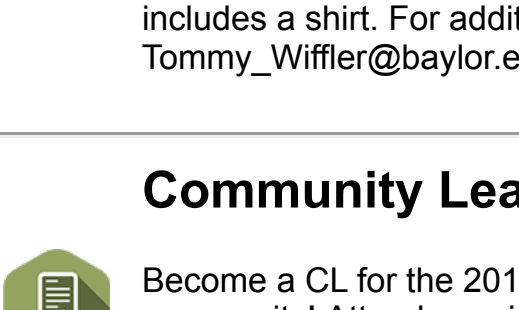 includes a shirt. For addit
Tommy_Wiffler@baylor.e
Community Lea
Become a CL for the 201